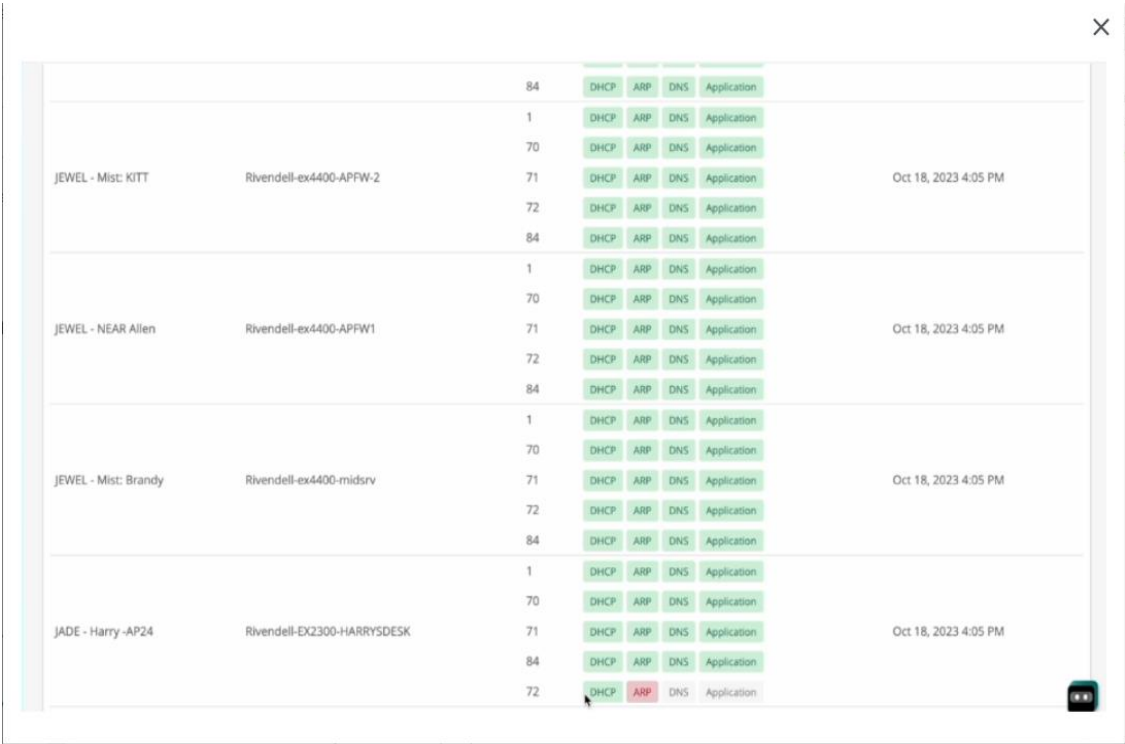 84 DHCP ARP DNS Application
1 DHCP ARP DNS Application
70 DHCP ARP DNS Application
JEWEL - Mist: KITT Rivendell-ex4400-APFW-2 71 DHCP ARP DNS Application Oct 18, 2023 4:05 PM
72 DHCP ARP DNS Application
84 DHCP ARP DNS Application
1 DHCP ARP DNS Application
70 DHCP ARP DNS Application
JEWEL - NEAR Allen Rivendell-ex4400-APFW1 71 DHCP ARP DNS Application Oct 18, 2023 4:05 PM
72 DHCP ARP DNS Application
84 DHCP ARP DNS Application
1 DHCP ARP DNS Application
70 DHCP ARP DNS Application
JEWEL - Mist: Brandy Rivendell-ex4400-midsrv 71 DHCP ARP DNS Application Oct 18, 2023 4:05 PM
72 DHCP ARP DNS Application
84 DHCP ARP DNS Application
1 DHCP ARP DNS Application
70 DHCP ARP DNS Application
JADE - Harry -AP24 Rivendell-EX2300-HARRYSDESK 71 DHCP ARP DNS Application Oct 18, 2023 4:05 PM
84 DHCP ARP DNS Application
72 DHCP ARP DNS Application